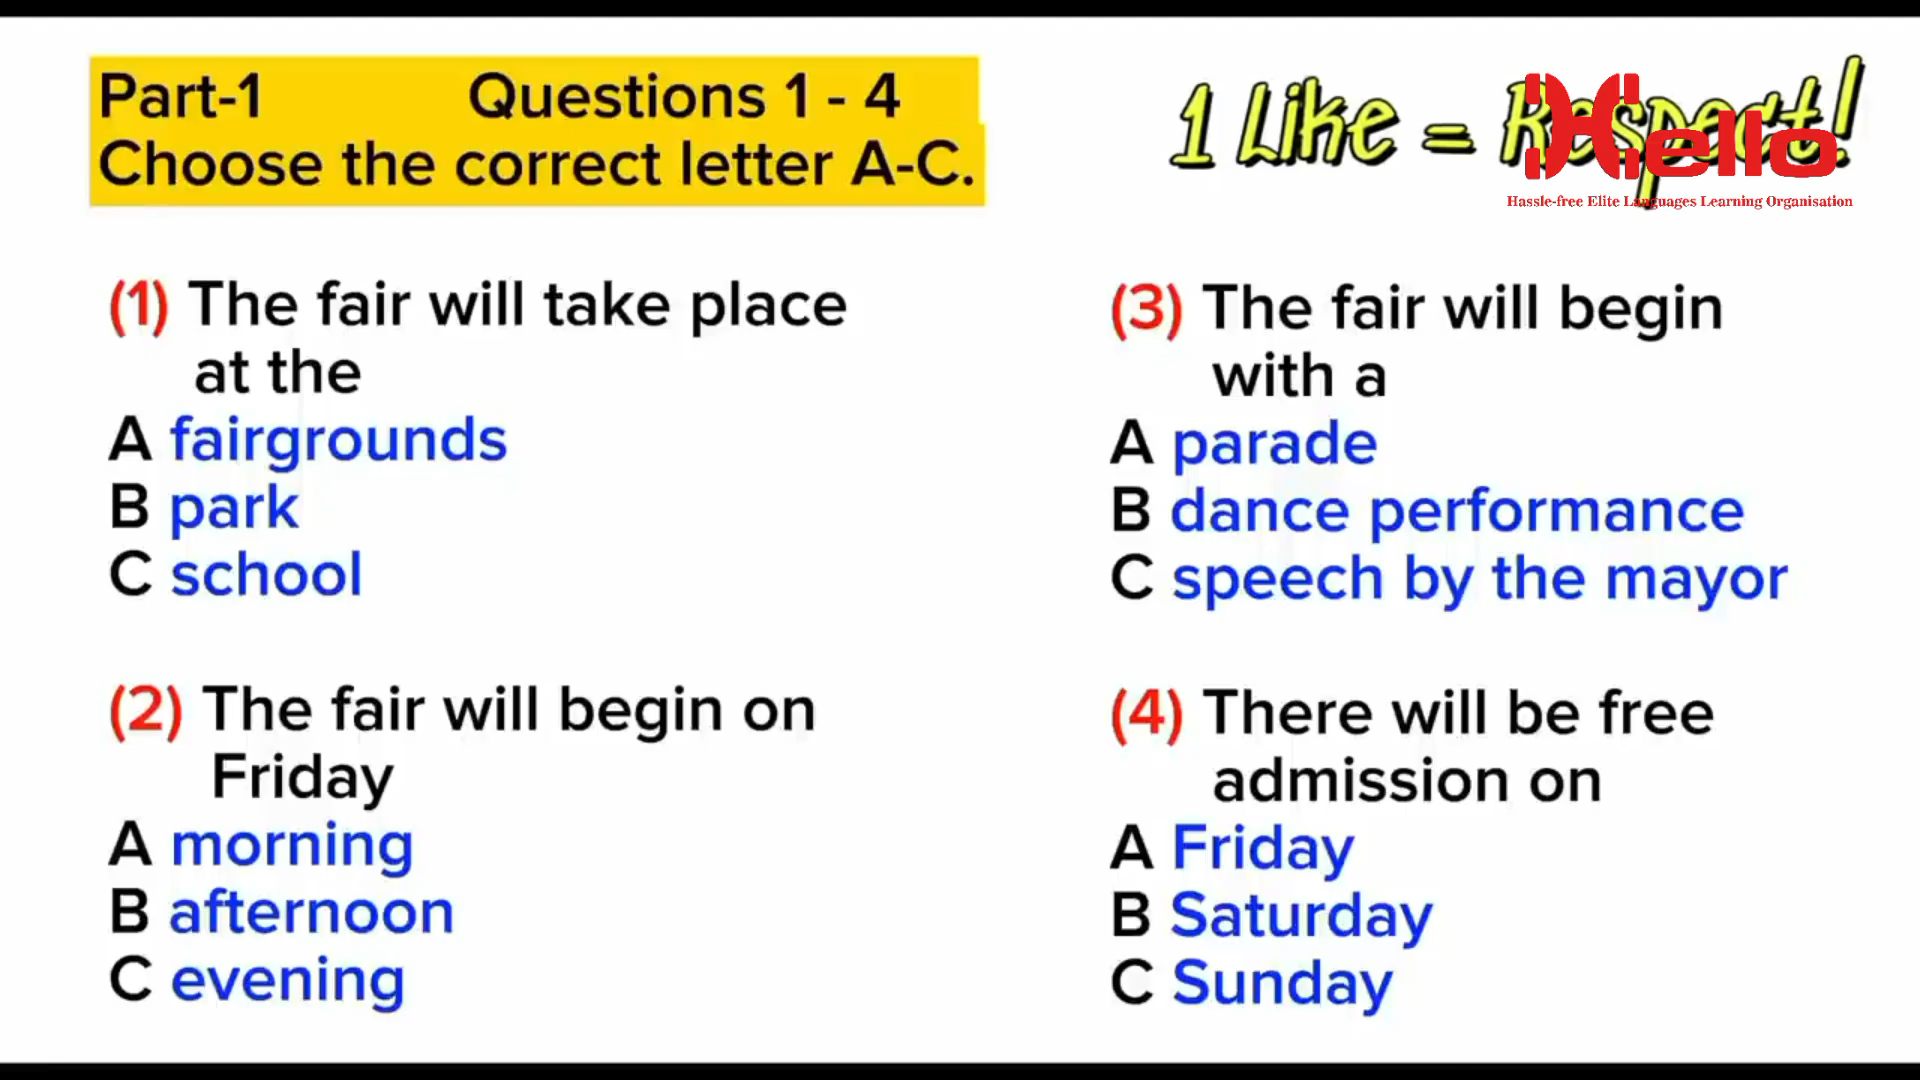 Part-1 Questions 1 - 4
Choose the correct letter A-C.
1 Like = Respect!
Hello
Hassle-free Elite Languages Learning Organisation
(1) The fair will take place
at the
A fairgrounds
B park
C school
(2) The fair will begin on
Friday
A morning
B afternoon
C evening
(3) The fair will begin
with a
A parade
B dance performance
C speech by the mayor
(4) There will be free
admission on
A Friday
B Saturday
C Sunday